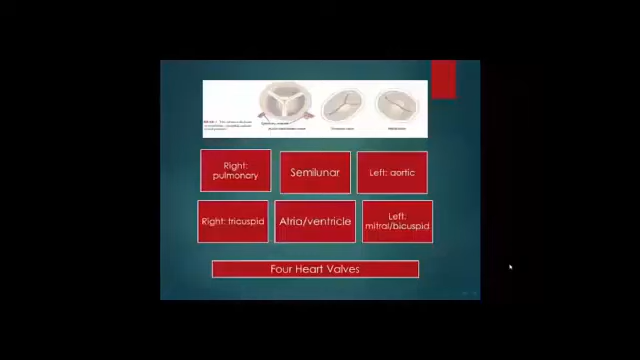 Right:
pulmonary
Semilunar
Left: aortic
Right: tricuspid
Atria/ventricle
Left:
mitral/bicuspid
Four Heart Valves